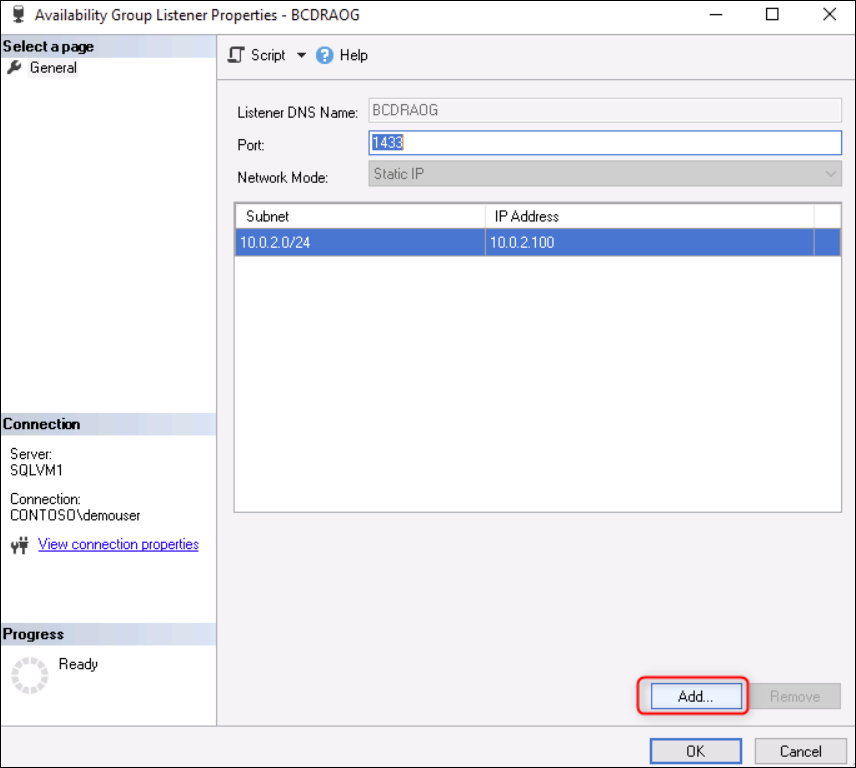 Availability Group Listener Properties - BCDRAOG
Select a page
General
Script
Help
Listener DNS Name: BCDRAOG
Port: 1433
Network Mode: Static IP
Subnet IP Address
10.0.2.0/24 10.0.2.100
Connection
Server:
SQLVM1
Connection:
CONTOSO\demouser
View connection properties
Progress
Ready
Add...
Remove
OK
Cancel